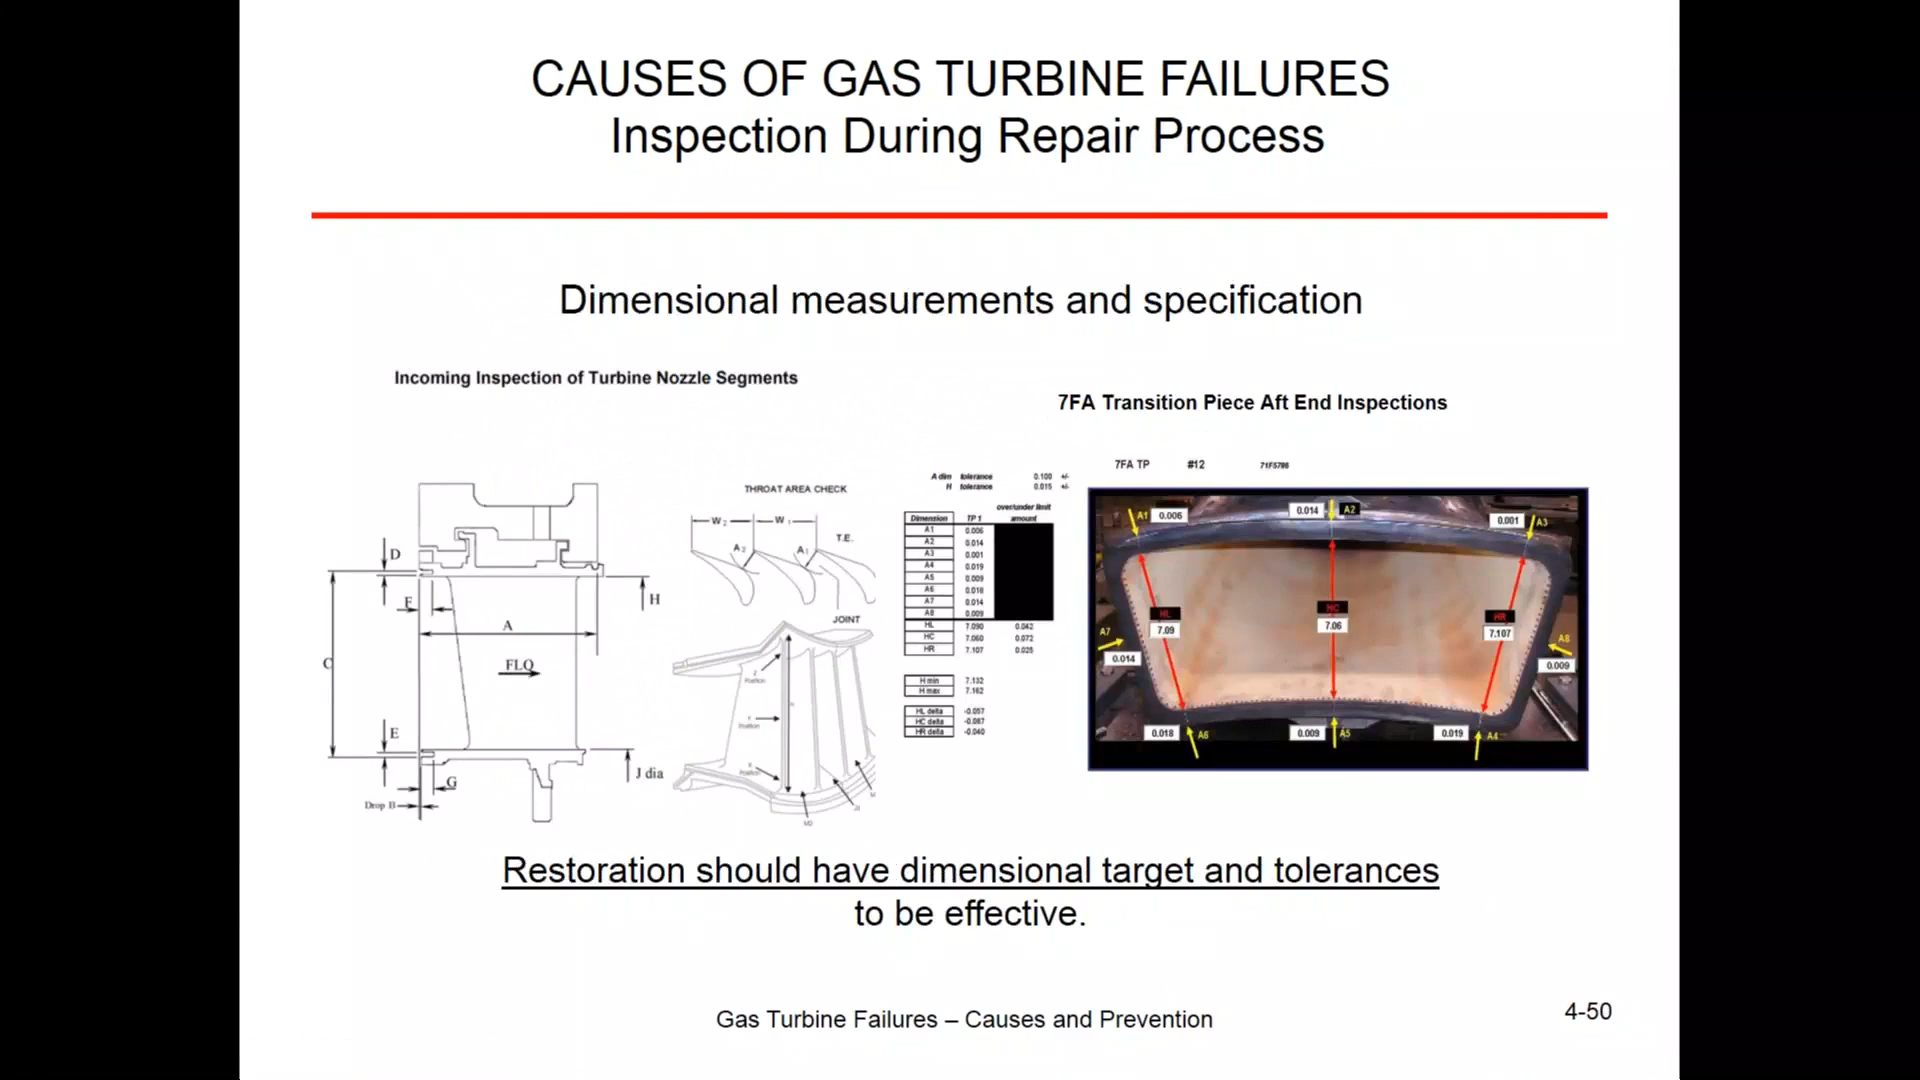 CAUSES OF GAS TURBINE FAILURES
Inspection During Repair Process
Dimensional measurements and specification
Incoming Inspection of Turbine Nozzle Segments
D
F
A
H
C
FLQ
E
G
J dia
Drop B
THROAT AREA CHECK
W2 W1
T.E.
A2 A1
JOINT
Z
Position
Y
Position
X
Position
7FA Transition Piece Aft End Inspections
A dim tolerance 0.100 +/-
H tolerance 0.015 +/-
over/under limit
Dimension TP 1 amount
A1 0.006
A2 0.014
A3 0.001
A4 0.019
A5 0.009
A6 0.018
A7 0.014
A8 0.009
HL 7.090 0.042
HC 7.060 0.072
HR 7.107 0.025
H min 7.132
H max 7.162
HL delta -0.057
HC delta -0.087
HR delta -0.040
7FA TP #12 71F5786
A1 0.006
0.014 A2
0.001 A3
HL
7.09
HC
7.06
HR
7.107
A7
0.014
A8
0.009
0.018 A6
0.009 A5
0.019 A4
Restoration should have dimensional target and tolerances
to be effective.
Gas Turbine Failures – Causes and Prevention
4-50